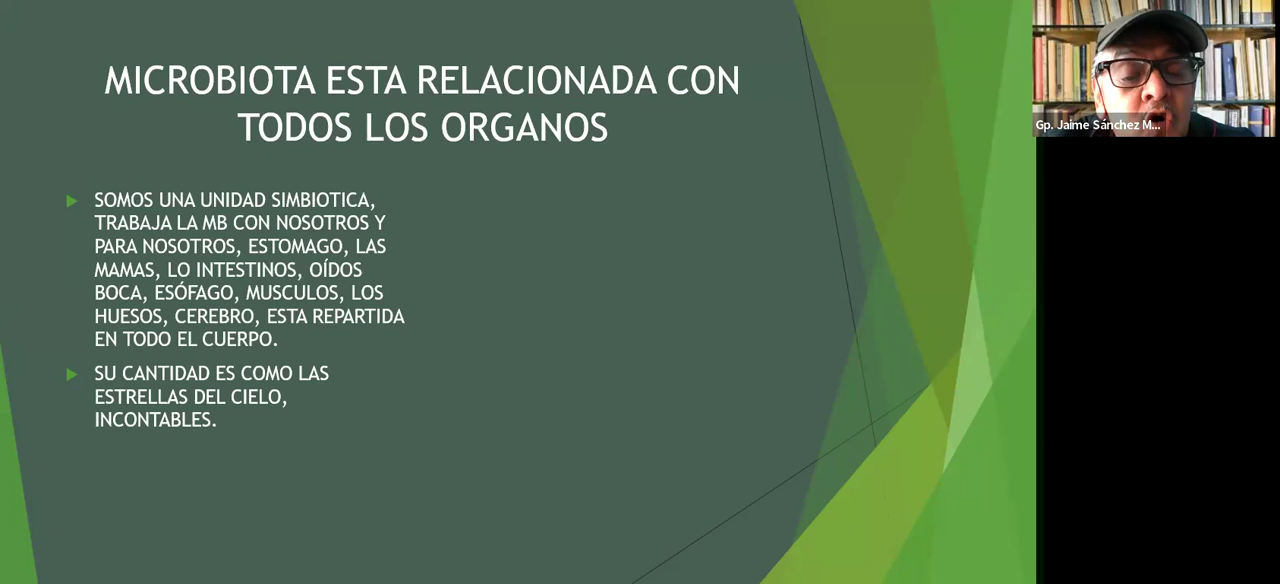 MICROBIOTA ESTA RELACIONADA CON
TODOS LOS ORGANOS
SOMOS UNA UNIDAD SIMBIOTICA,
TRABAJA LA MB CON NOSOTROS Y
PARA NOSOTROS, ESTOMAGO, LAS
MAMAS, LO INTESTINOS, OÍDOS
BOCA, ESÓFAGO, MUSCULOS, LOS
HUESOS, CEREBRO, ESTA REPARTIDA
EN TODO EL CUERPO.
SU CANTIDAD ES COMO LAS
ESTRELLAS DEL CIELO,
INCONTABLES.
Gp. Jaime Sánchez M...